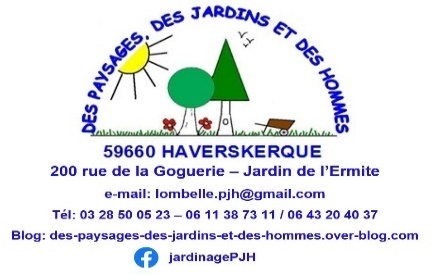 DES PAYSAGES, DES JARDINS ET DES HOMMES
59660 HAVERSKERQUE
200 rue de la Goguerie – Jardin de l’Ermite
e-mail: lombelle.pjh@gmail.com
Tél: 03 28 50 05 23 – 06 11 38 73 11 / 06 43 20 40 37
Blog: des-paysages-des-jardins-et-des-hommes.over-blog.com
jardinagePJH